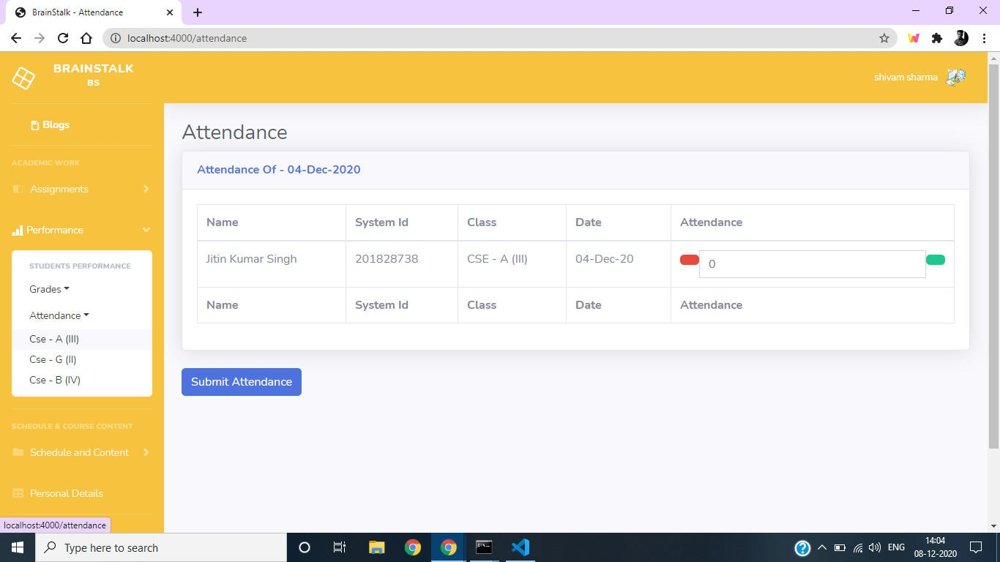 BrainStalk - Attendance
localhost:4000/attendance
BRAINSTALK
BS
shivam sharma
Blogs
ACADEMIC WORK
Assignments
Performance
STUDENTS PERFORMANCE
Grades
Attendance
Cse - A (III)
Cse - G (II)
Cse - B (IV)
SCHEDULE & COURSE CONTENT
Schedule and Content
Personal Details
Attendance
Attendance Of - 04-Dec-2020
Name System Id Class Date Attendance
Jitin Kumar Singh 201828738 CSE - A (III) 04-Dec-20 0
Name System Id Class Date Attendance
Submit Attendance
localhost:4000/attendance
Type here to search
ENG
14:04
08-12-2020